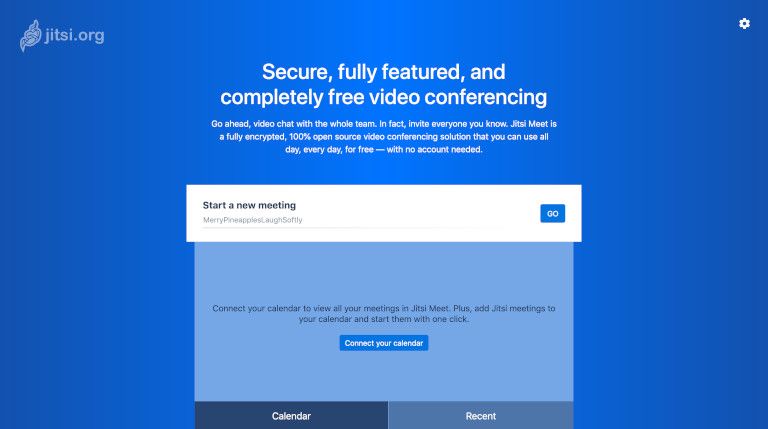 jitsi.org
Secure, fully featured, and
completely free video conferencing
Go ahead, video chat with the whole team. In fact, invite everyone you know. Jitsi Meet is
a fully encrypted, 100% open source video conferencing solution that you can use all
day, every day, for free — with no account needed.
Start a new meeting
MerryPineapplesLaughSoftly
GO
Connect your calendar to view all your meetings in Jitsi Meet. Plus, add Jitsi meetings to
your calendar and start them with one click.
Connect your calendar
Calendar
Recent